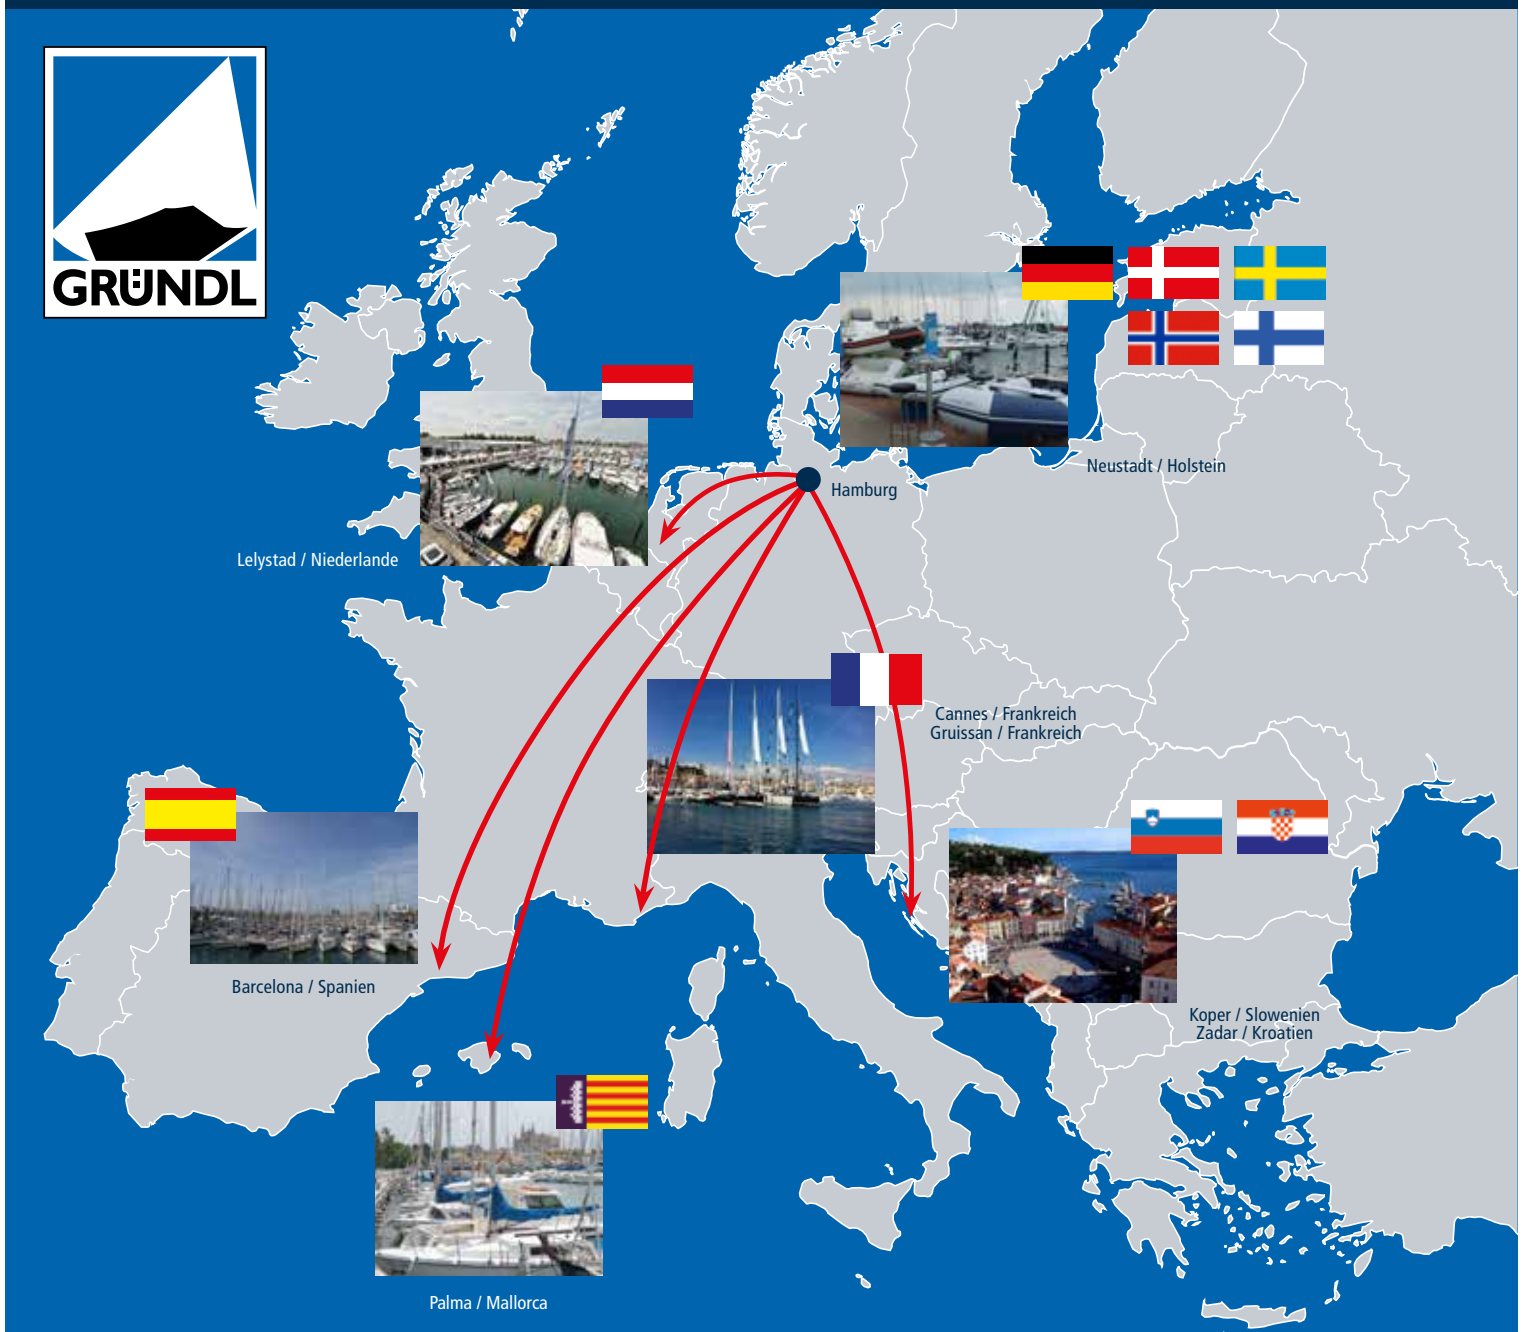 GRÜNDL
Neustadt / Holstein
Hamburg
Lelystad / Niederlande
Cannes / Frankreich
Gruissan / Frankreich
Barcelona / Spanien
Koper / Slowenien
Zadar / Kroatien
Palma / Mallorca